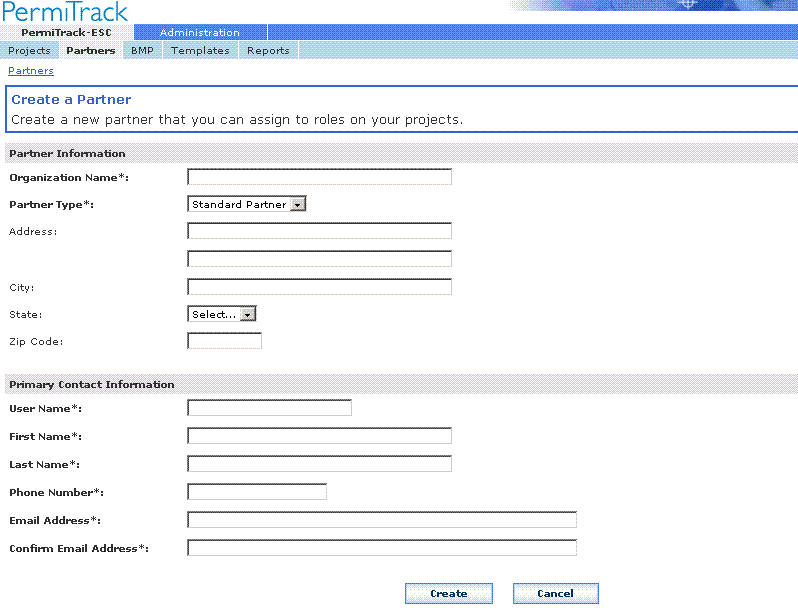 PermiTrack
PermiTrack-ESC Administration
Projects Partners BMP Templates Reports
Partners
Create a Partner
Create a new partner that you can assign to roles on your projects.
Partner Information
Organization Name*:
Partner Type*: Standard Partner
Address:
City:
State: Select...
Zip Code:
Primary Contact Information
User Name*:
First Name*:
Last Name*:
Phone Number*:
Email Address*:
Confirm Email Address*:
Create Cancel